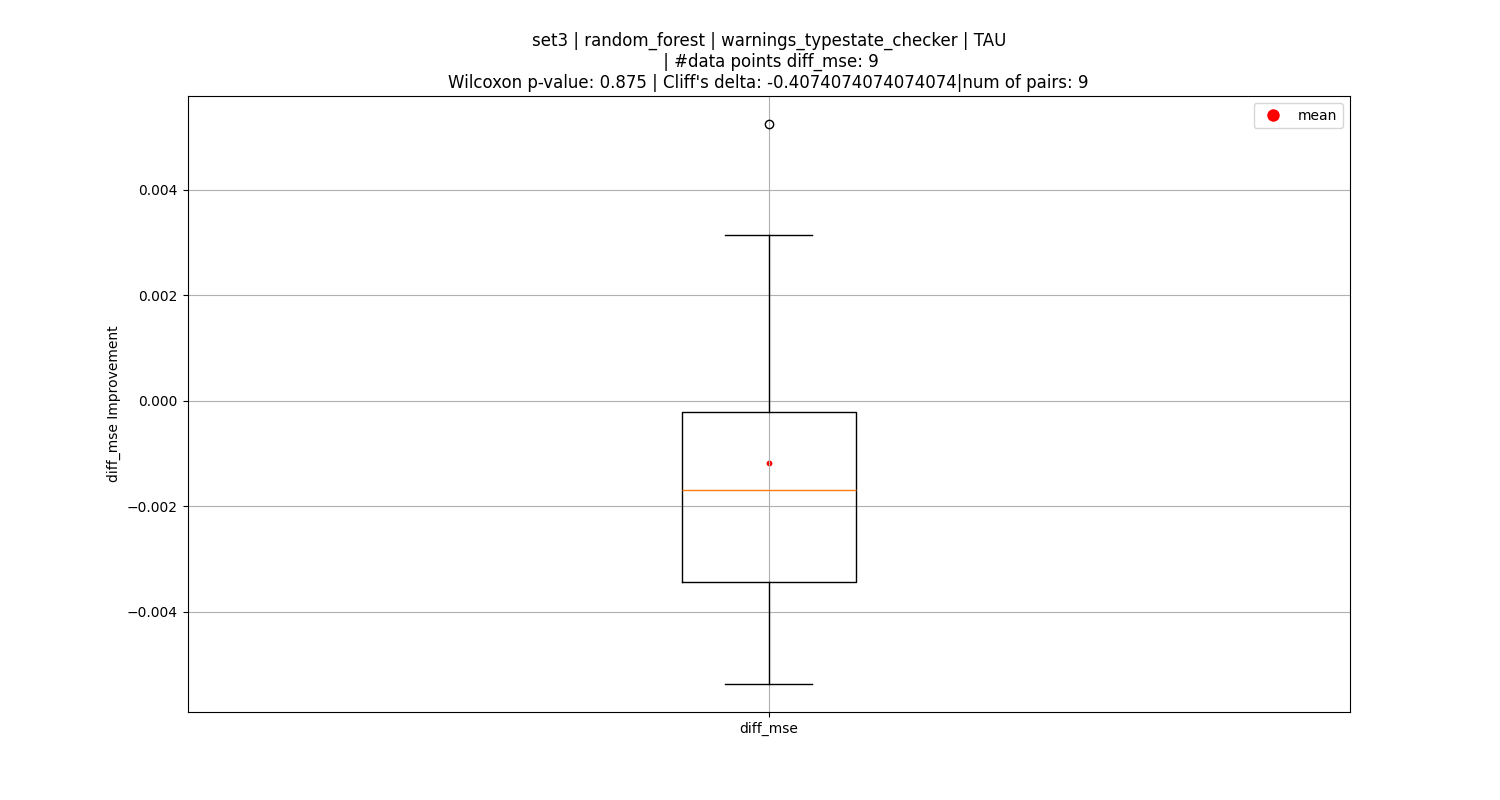 set3 | random_forest | warnings_typestate_checker | TAU
| #data points diff_mse: 9
Wilcoxon p-value: 0.875 | Cliff's delta: -0.4074074074074074|num of pairs: 9
mean
0.004
0.002
0.000
−0.002
−0.004
diff_mse Improvement
diff_mse